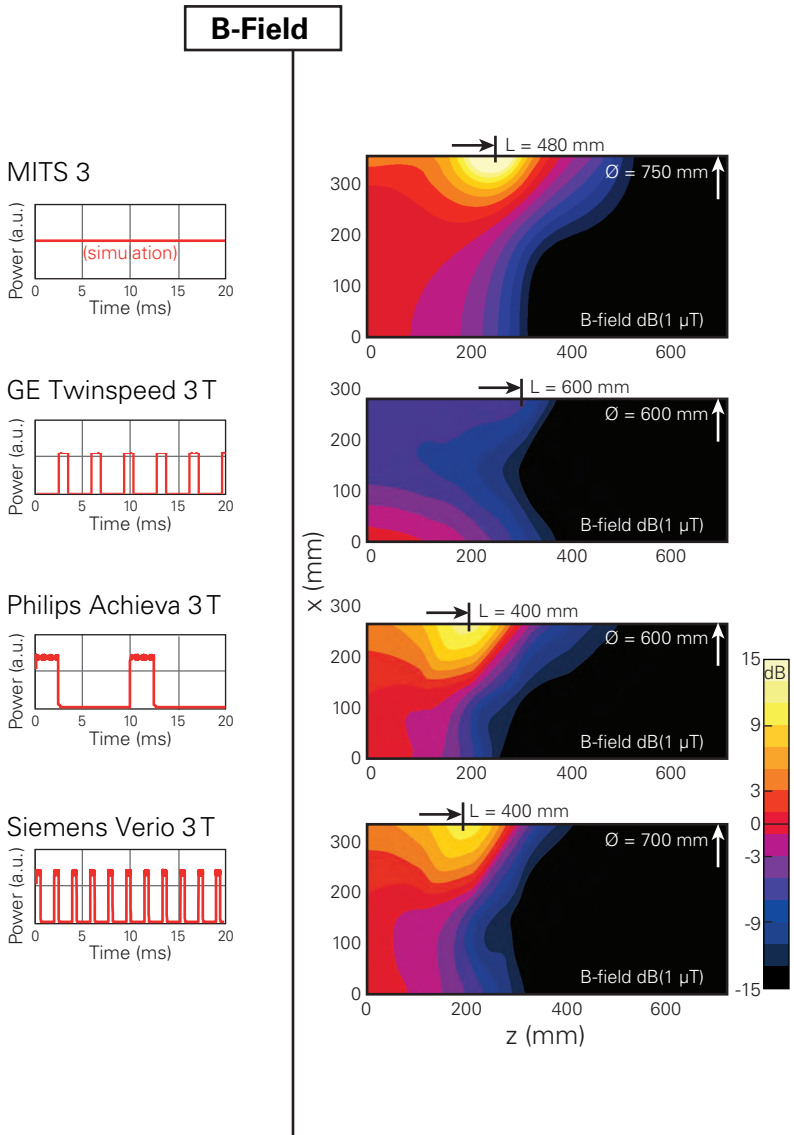 B-Field
MITS 3
Power (a.u.)
(simulation)
0 5 10 15 20
Time (ms)
L = 480 mm
Ø = 750 mm
300
200
100
0
B-field dB(1 µT)
0 200 400 600
GE Twinspeed 3 T
Power (a.u.)
0 5 10 15 20
Time (ms)
L = 600 mm
Ø = 600 mm
300
200
100
0
B-field dB(1 µT)
0 200 400 600
x (mm)
Philips Achieva 3 T
Power (a.u.)
0 5 10 15 20
Time (ms)
L = 400 mm
Ø = 600 mm
300
200
100
0
B-field dB(1 µT)
0 200 400 600
Siemens Verio 3 T
Power (a.u.)
0 5 10 15 20
Time (ms)
L = 400 mm
Ø = 700 mm
300
200
100
0
B-field dB(1 µT)
0 200 400 600
z (mm)
15
dB
9
3
0
-3
-9
-15